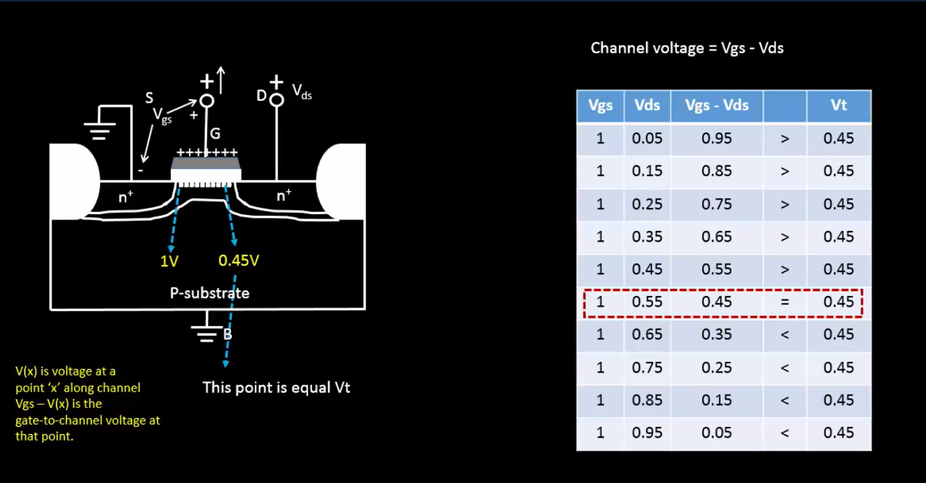 Channel voltage = Vgs - Vds
S
Vgs
+
+
-
G
D
+
Vds
+++++++
n+
n+
1V
0.45V
P-substrate
B
This point is equal Vt
V(x) is voltage at a
point ‘x’ along channel
Vgs – V(x) is the
gate-to-channel voltage at
that point.
Vgs Vds Vgs - Vds Vt
1 0.05 0.95 > 0.45
1 0.15 0.85 > 0.45
1 0.25 0.75 > 0.45
1 0.35 0.65 > 0.45
1 0.45 0.55 > 0.45
1 0.55 0.45 = 0.45
1 0.65 0.35 < 0.45
1 0.75 0.25 < 0.45
1 0.85 0.15 < 0.45
1 0.95 0.05 < 0.45